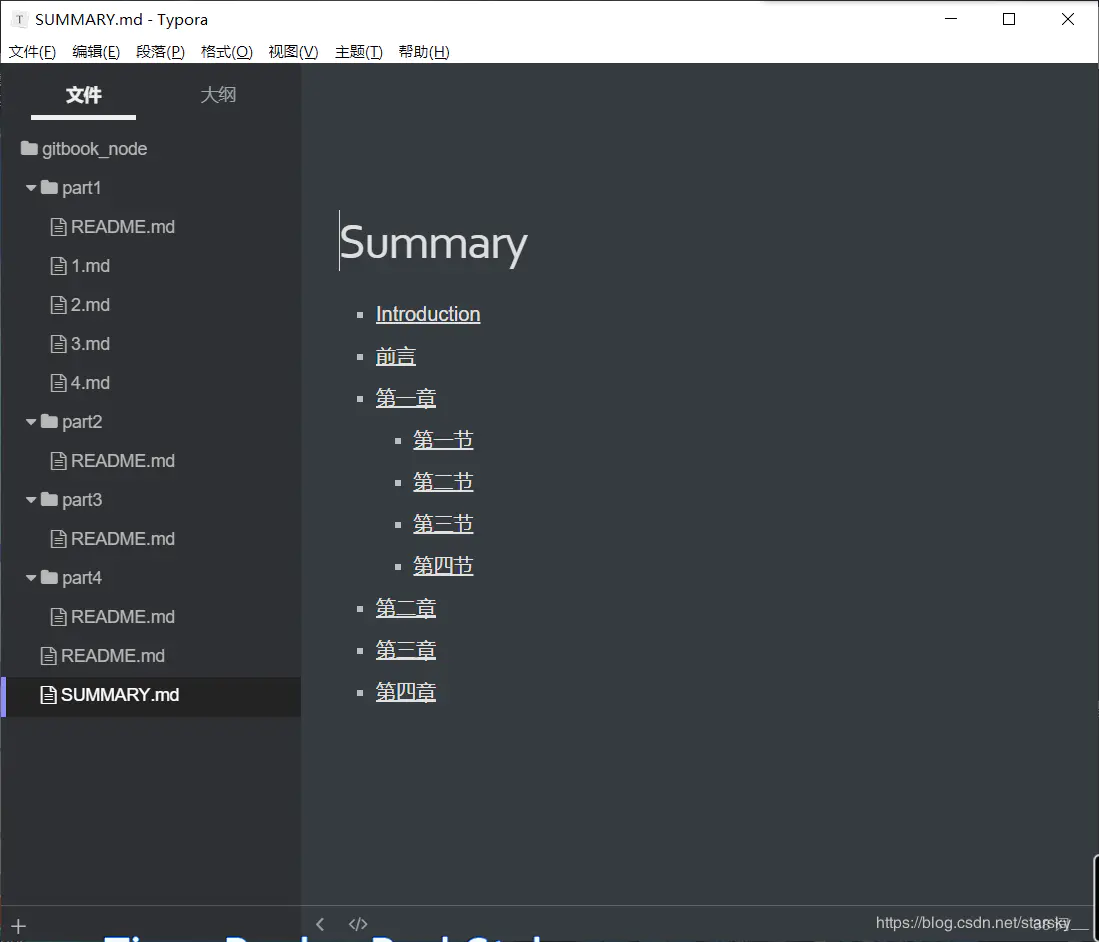 SUMMARY.md - Typora
文件(F) 编辑(E) 段落(P) 格式(O) 视图(V) 主题(T) 帮助(H)
文件 大纲
gitbook_node
part1
README.md
1.md
2.md
3.md
4.md
part2
README.md
part3
README.md
part4
README.md
README.md
SUMMARY.md
Summary
Introduction
前言
第一章
第一节
第二节
第三节
第四节
第二章
第三章
第四章
https://blog.csdn.net/starsky